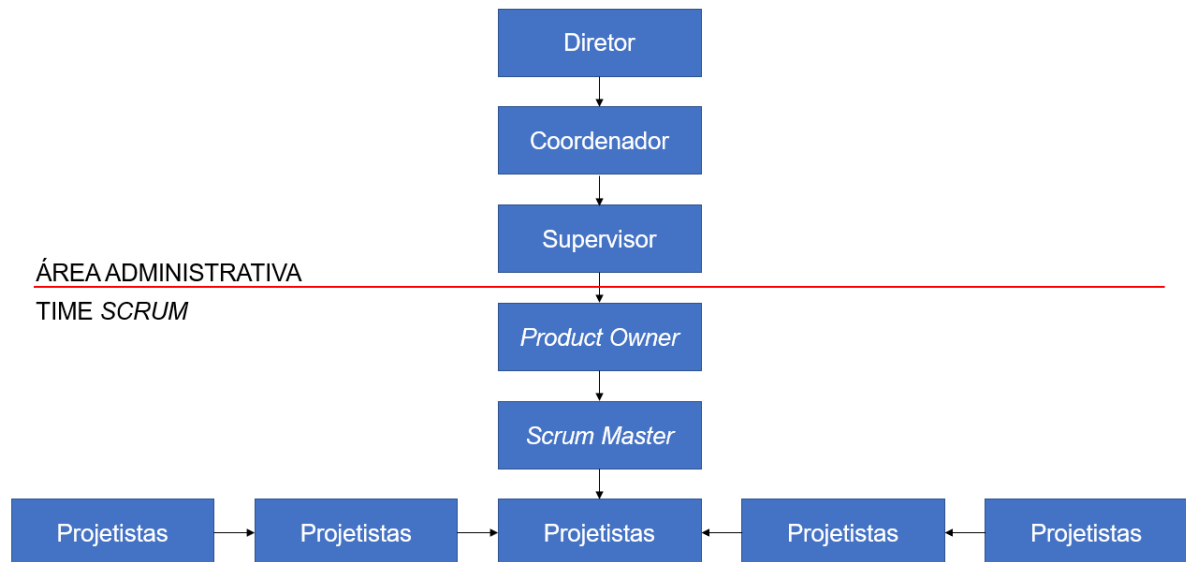 Diretor
Coordenador
Supervisor
ÁREA ADMINISTRATIVA
TIME SCRUM
Product Owner
Scrum Master
Projetistas
Projetistas
Projetistas
Projetistas
Projetistas